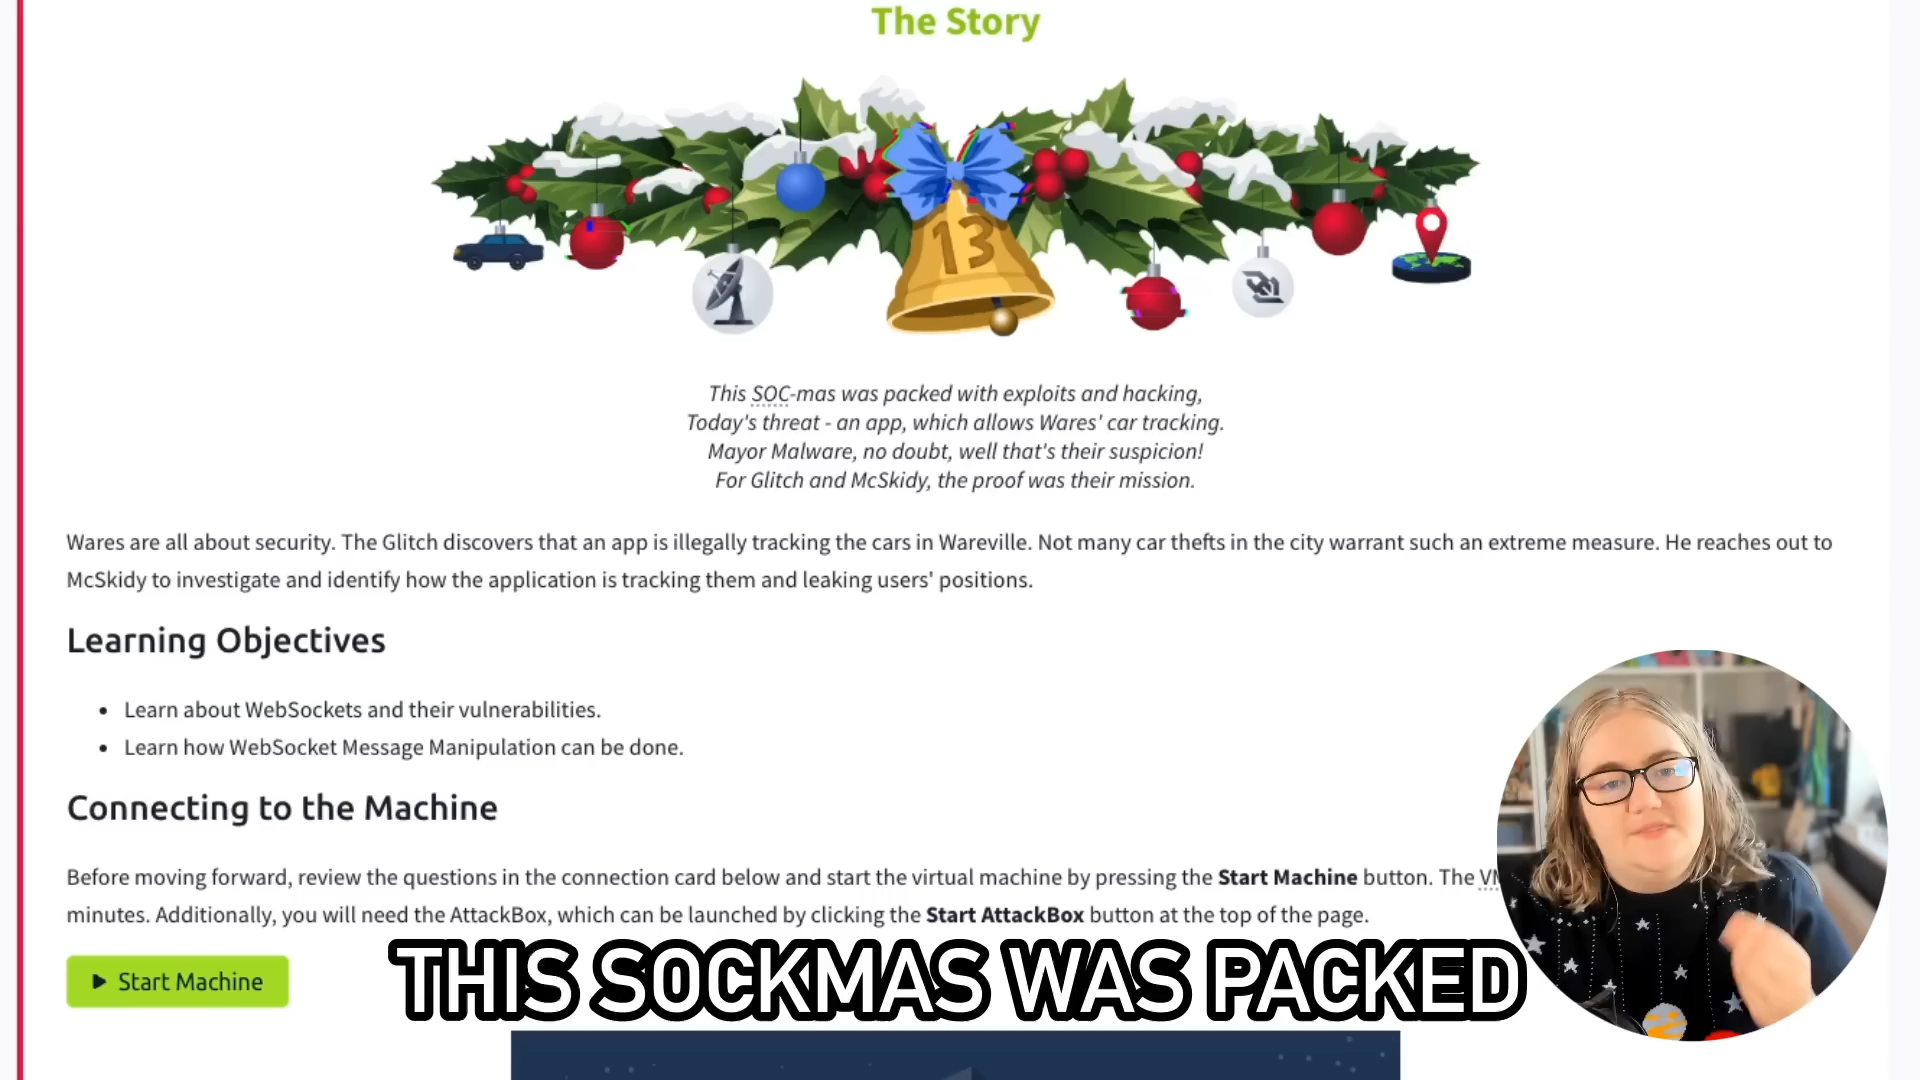 The Story
13
This SOC-mas was packed with exploits and hacking,
Today's threat - an app, which allows Wares' car tracking.
Mayor Malware, no doubt, well that's their suspicion!
For Glitch and McSkidy, the proof was their mission.
Wares are all about security. The Glitch discovers that an app is illegally tracking the cars in Wareville. Not many car thefts in the city warrant such an extreme measure. He reaches out to
McSkidy to investigate and identify how the application is tracking them and leaking users' positions.
Learning Objectives
• Learn about WebSockets and their vulnerabilities.
• Learn how WebSocket Message Manipulation can be done.
Connecting to the Machine
Before moving forward, review the questions in the connection card below and start the virtual machine by pressing the Start Machine button. The
minutes. Additionally, you will need the AttackBox, which can be launched by clicking the Start AttackBox button at the top of the page.
Start Machine
THIS SOCKMAS WAS PACKED